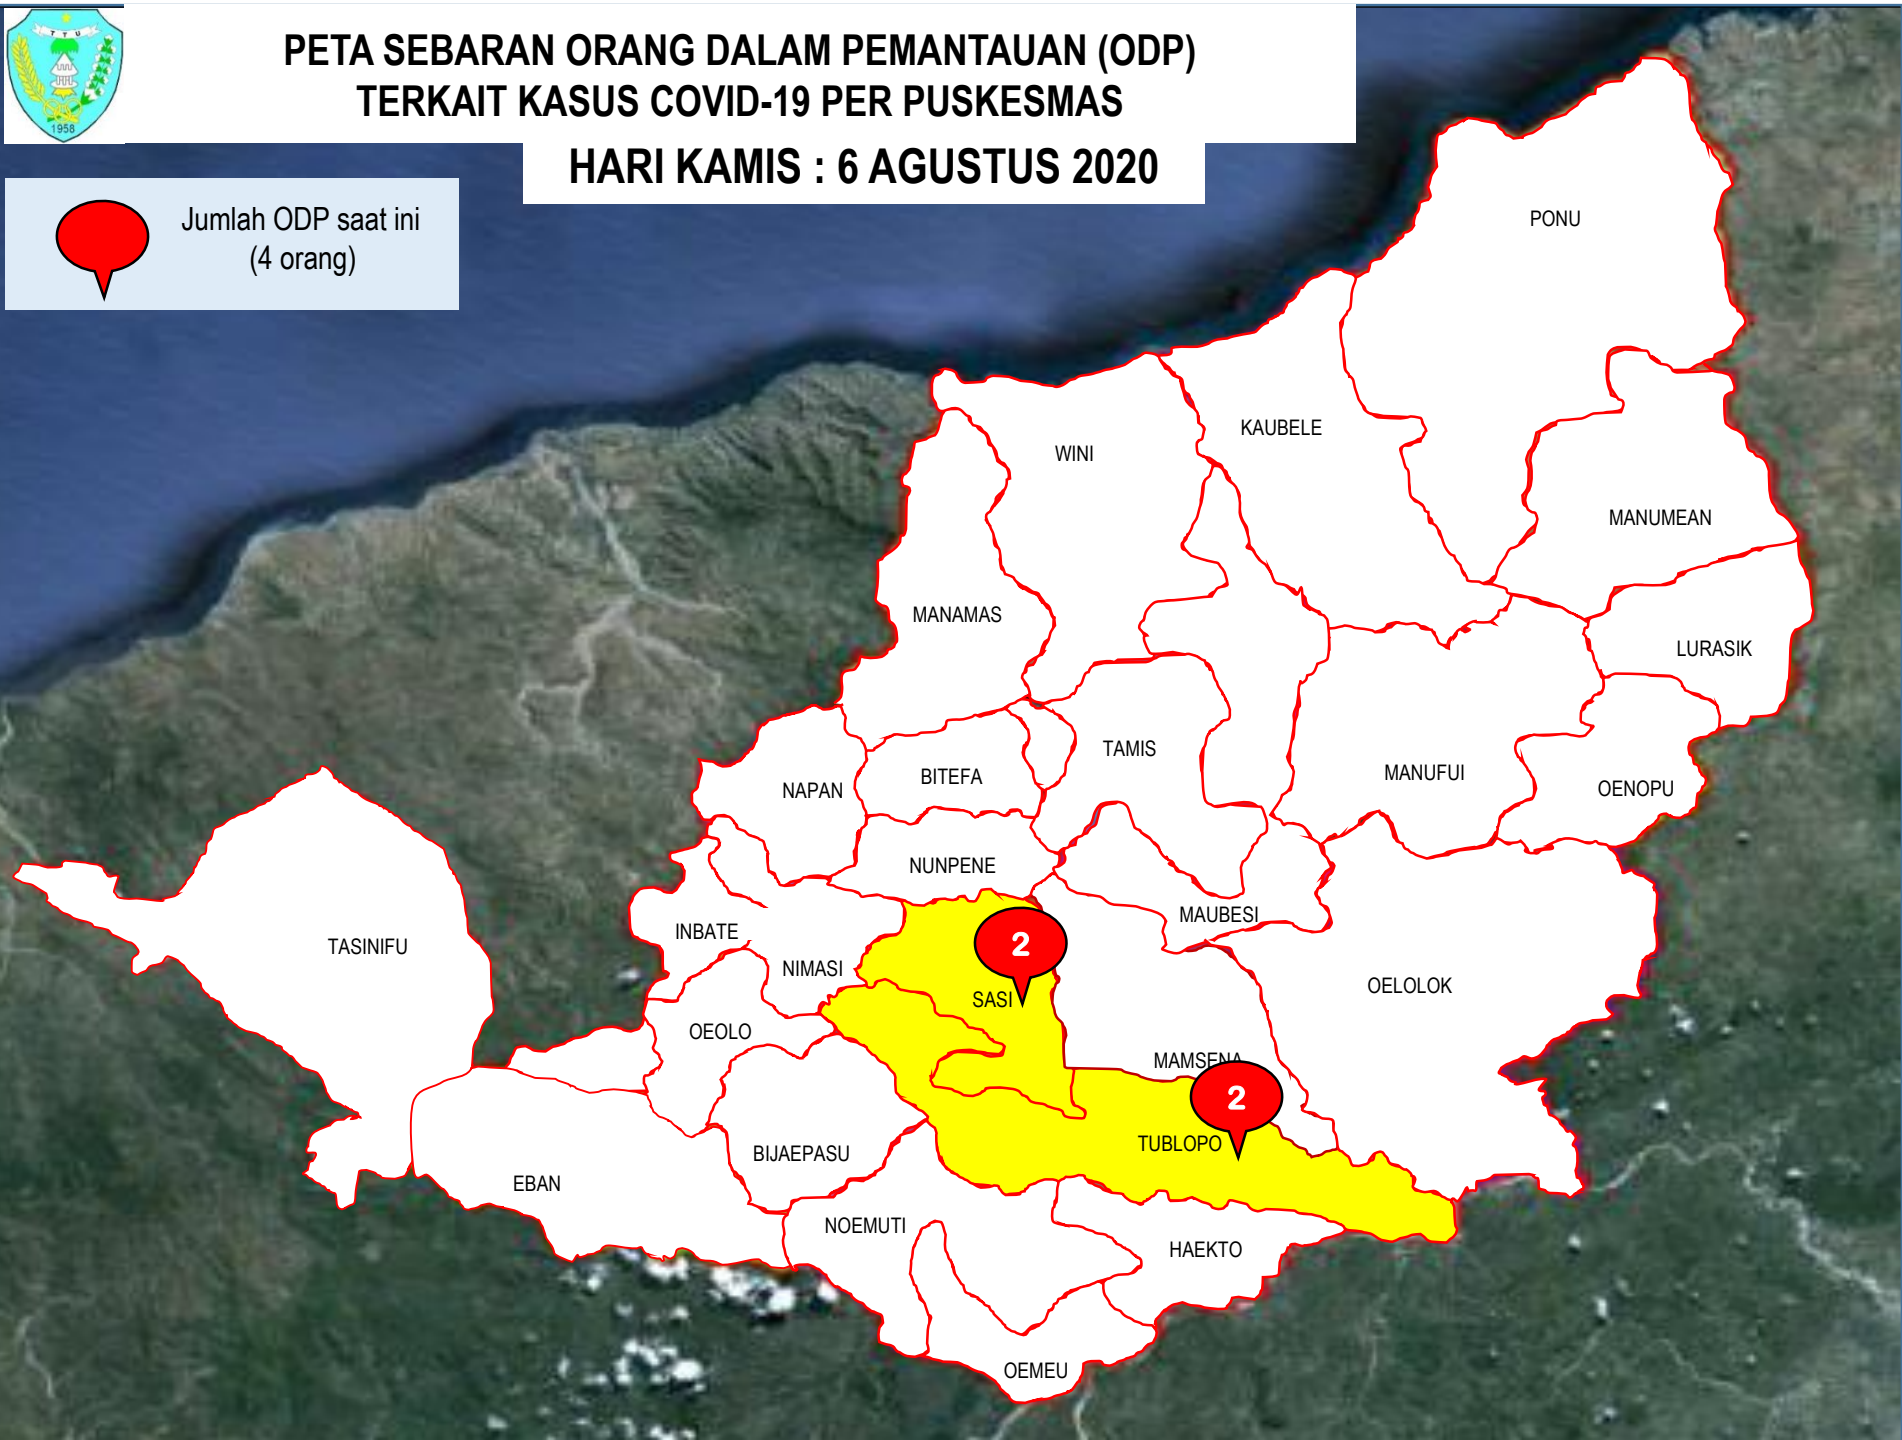 T T U
1958
PETA SEBARAN ORANG DALAM PEMANTAUAN (ODP)
TERKAIT KASUS COVID-19 PER PUSKESMAS
HARI KAMIS : 6 AGUSTUS 2020
Jumlah ODP saat ini
(4 orang)
PONU
KAUBELE
WINI
MANUMEAN
MANAMAS
LURASIK
TAMIS
MANUFUI
BITEFA
NAPAN
OENOPU
NUNPENE
MAUBESI
INBATE
TASINIFU
2
NIMASI
OELOLOK
SASI
OEOLO
MAMSENA
2
TUBLOPO
BIJAEPASU
EBAN
NOEMUTI
HAEKTO
OEMEU